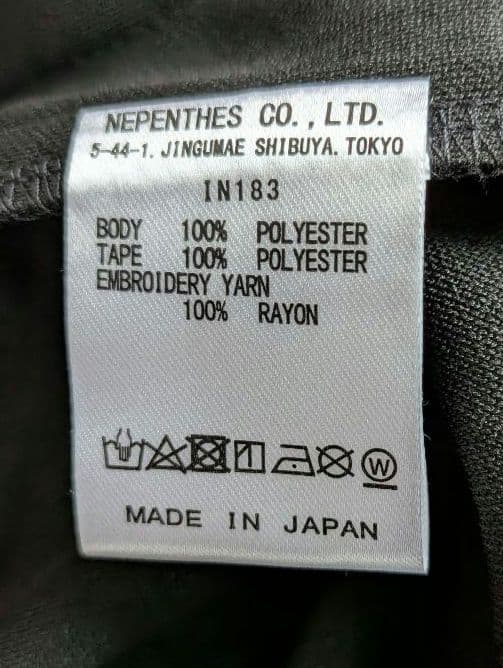 NEPENTHES CO.,LTD.
5-44-1. JINGUMAE SHIBUYA. TOKYO
IN183
BODY 100% POLYESTER
TAPE 100% POLYESTER
EMBROIDERY YARN
100% RAYON
W
MADE IN JAPAN